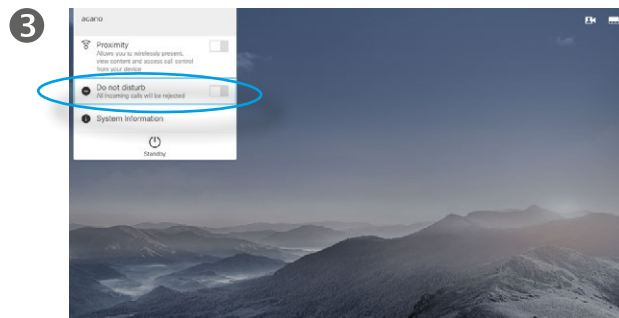 3
acano
Proximity
Allows you to wirelessly present,
view content and access call control
from your device
Do not disturb
All incoming calls will be rejected
System Information
Standby